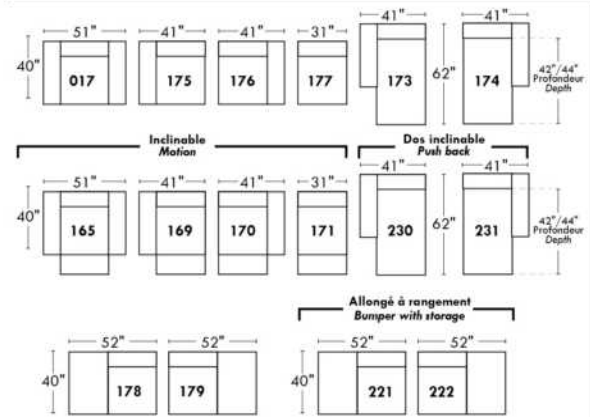 51" 41" 41" 31" 41" 41"
40" 017 175 176 177 173 62" 174 42"/44"
Profondeur
Depth
Inclinable
Motion
Dos inclinable
Push back
51" 41" 41" 31" 41" 41"
40" 165 169 170 171 230 62" 231 42"/44"
Profondeur
Depth
Allongé à rangement
Bumper with storage
52" 52" 52" 52"
40" 178 179 40" 221 222